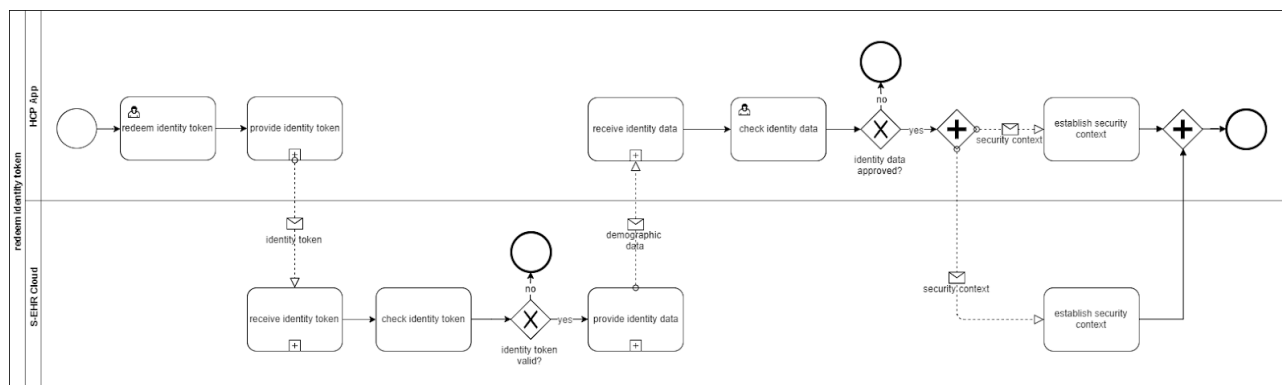 redeem identity token
HCP App
redeem identity token
provide identity token
receive identity data
check identity data
no
yes
identity data
approved?
security context
establish security
context
S-EHR Cloud
identity token
receive identity token
check identity token
no
yes
identity token
valid?
demographic
data
provide identity data
security context
establish security
context